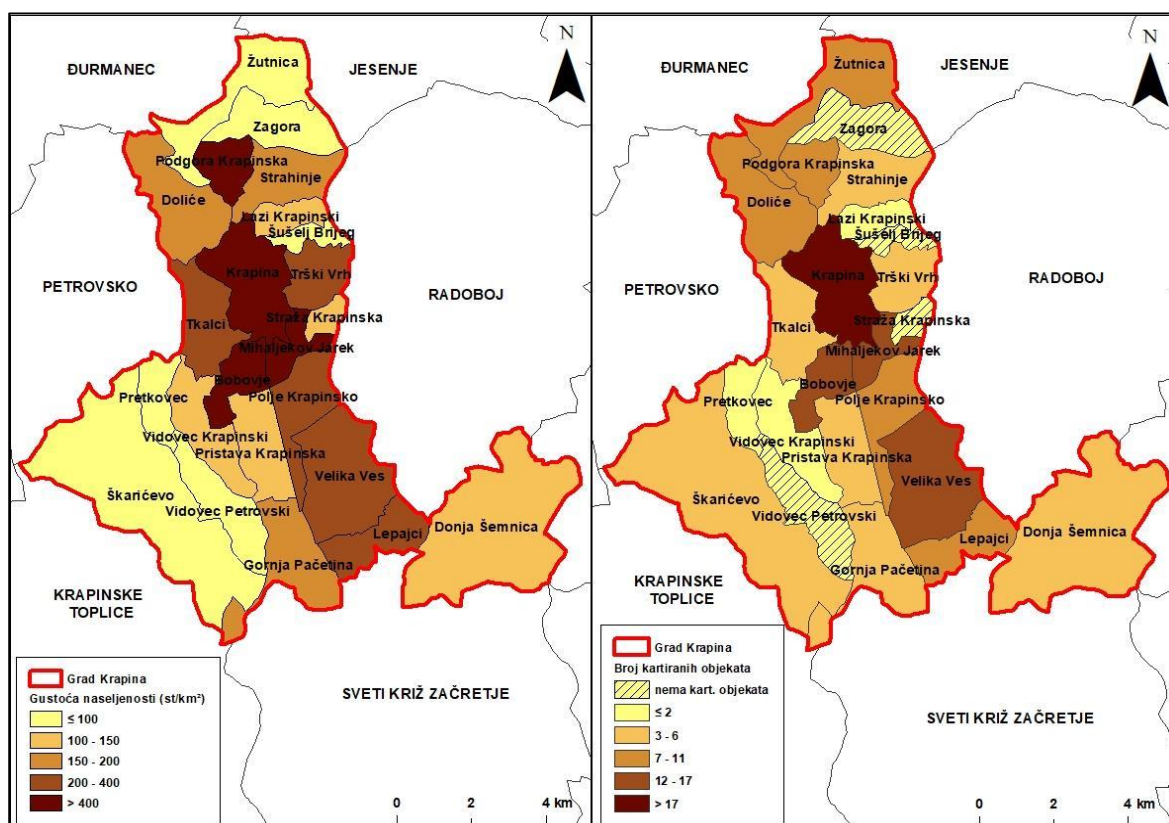 N
ĐURMANEC
Žutnica
JESENJE
Zagora
Podgora Krapinska
Strahinje
Doliće
Lazi Krapinski
Šušelj Brijeg
Krapina
Trški Vrh
PETROVSKO
RADOBOJ
Straža Krapinska
Tkalci
Mihaljekov Jarek
Bobovje
Pretkovec
Polje Krapinsko
Vidovec Krapinski
Pristava Krapinska
Velika Ves
Škarićevo
Vidovec Petrovski
Donja Šemnica
Lepajci
Gornja Pačetina
KRAPINSKE
TOPLICE
SVETI KRIŽ ZAČRETJE
Grad Krapina
Gustoća naseljenosti (st/km²)
≤ 100
100 - 150
150 - 200
200 - 400
> 400
0 2 4 km
N
ĐURMANEC
Žutnica
JESENJE
Zagora
Podgora Krapinska
Strahinje
Doliće
Lazi Krapinski
Šušelj Brijeg
Krapina
Trški Vrh
PETROVSKO
RADOBOJ
Straža Krapinska
Tkalci
Mihaljekov Jarek
Bobovje
Pretkovec
Polje Krapinsko
Vidovec Krapinski
Pristava Krapinska
Velika Ves
Škarićevo
Vidovec Petrovski
Donja Šemnica
Lepajci
Gornja Pačetina
KRAPINSKE
TOPLICE
SVETI KRIŽ ZAČRETJE
Grad Krapina
Broj kartiranih objekata
nema kart. objekata
≤ 2
3 - 6
7 - 11
12 - 17
> 17
0 2 4 km